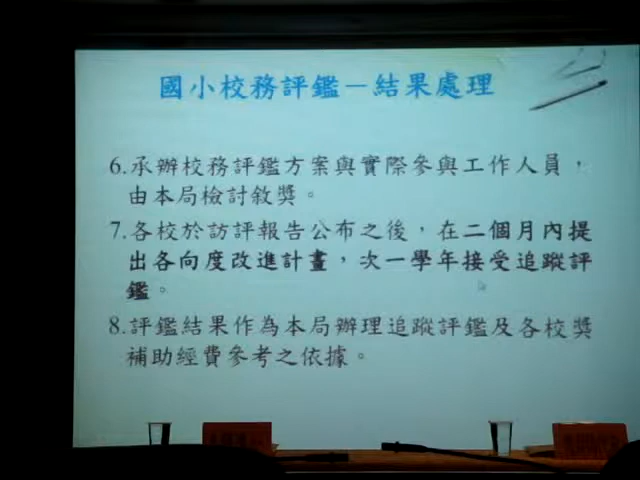 國小校務評鑑－結果處理
6.承辦校務評鑑方案與實際參與工作人員，
由本局檢討敘獎。
7.各校於訪評報告公布之後，在二個月內提
出各向度改進計畫，次一學年接受追蹤評
鑑。
8.評鑑結果作為本局辦理追蹤評鑑及各校獎
補助經費參考之依據。